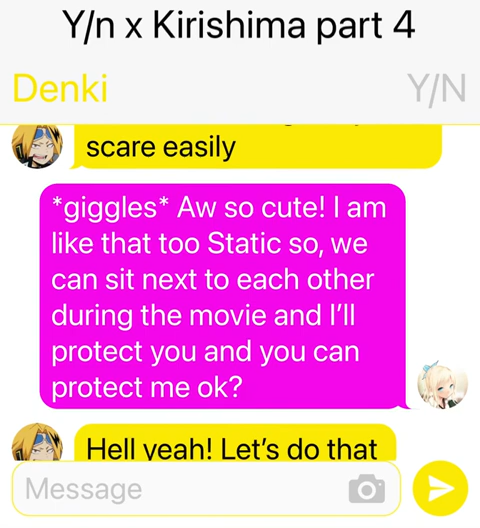 Y/n x Kirishima part 4
Denki
Y/N
scare easily
*giggles* Aw so cute! I am
like that too Static so, we
can sit next to each other
during the movie and I'll
protect you and you can
protect me ok?
Hell yeah! Let's do that
Message